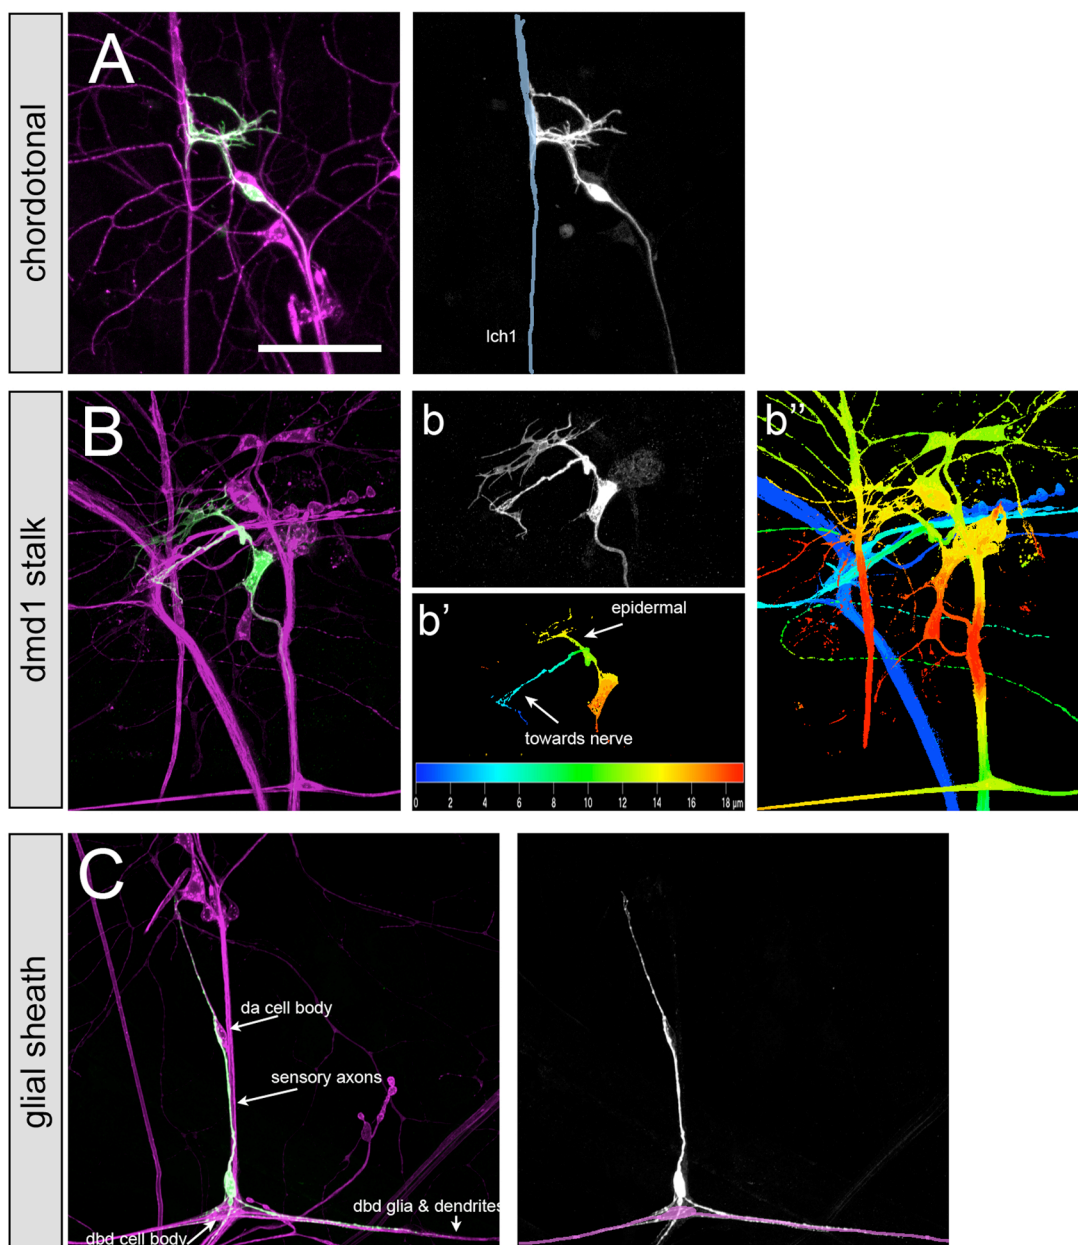 chordotonal
A
lch1
dmd1 stalk
B
b
b’
epidermal
towards nerve
0 2 4 6 8 10 12 14 16 18 µm
b’’
glial sheath
C
da cell body
sensory axons
dbd glia & dendrites
dbd cell body